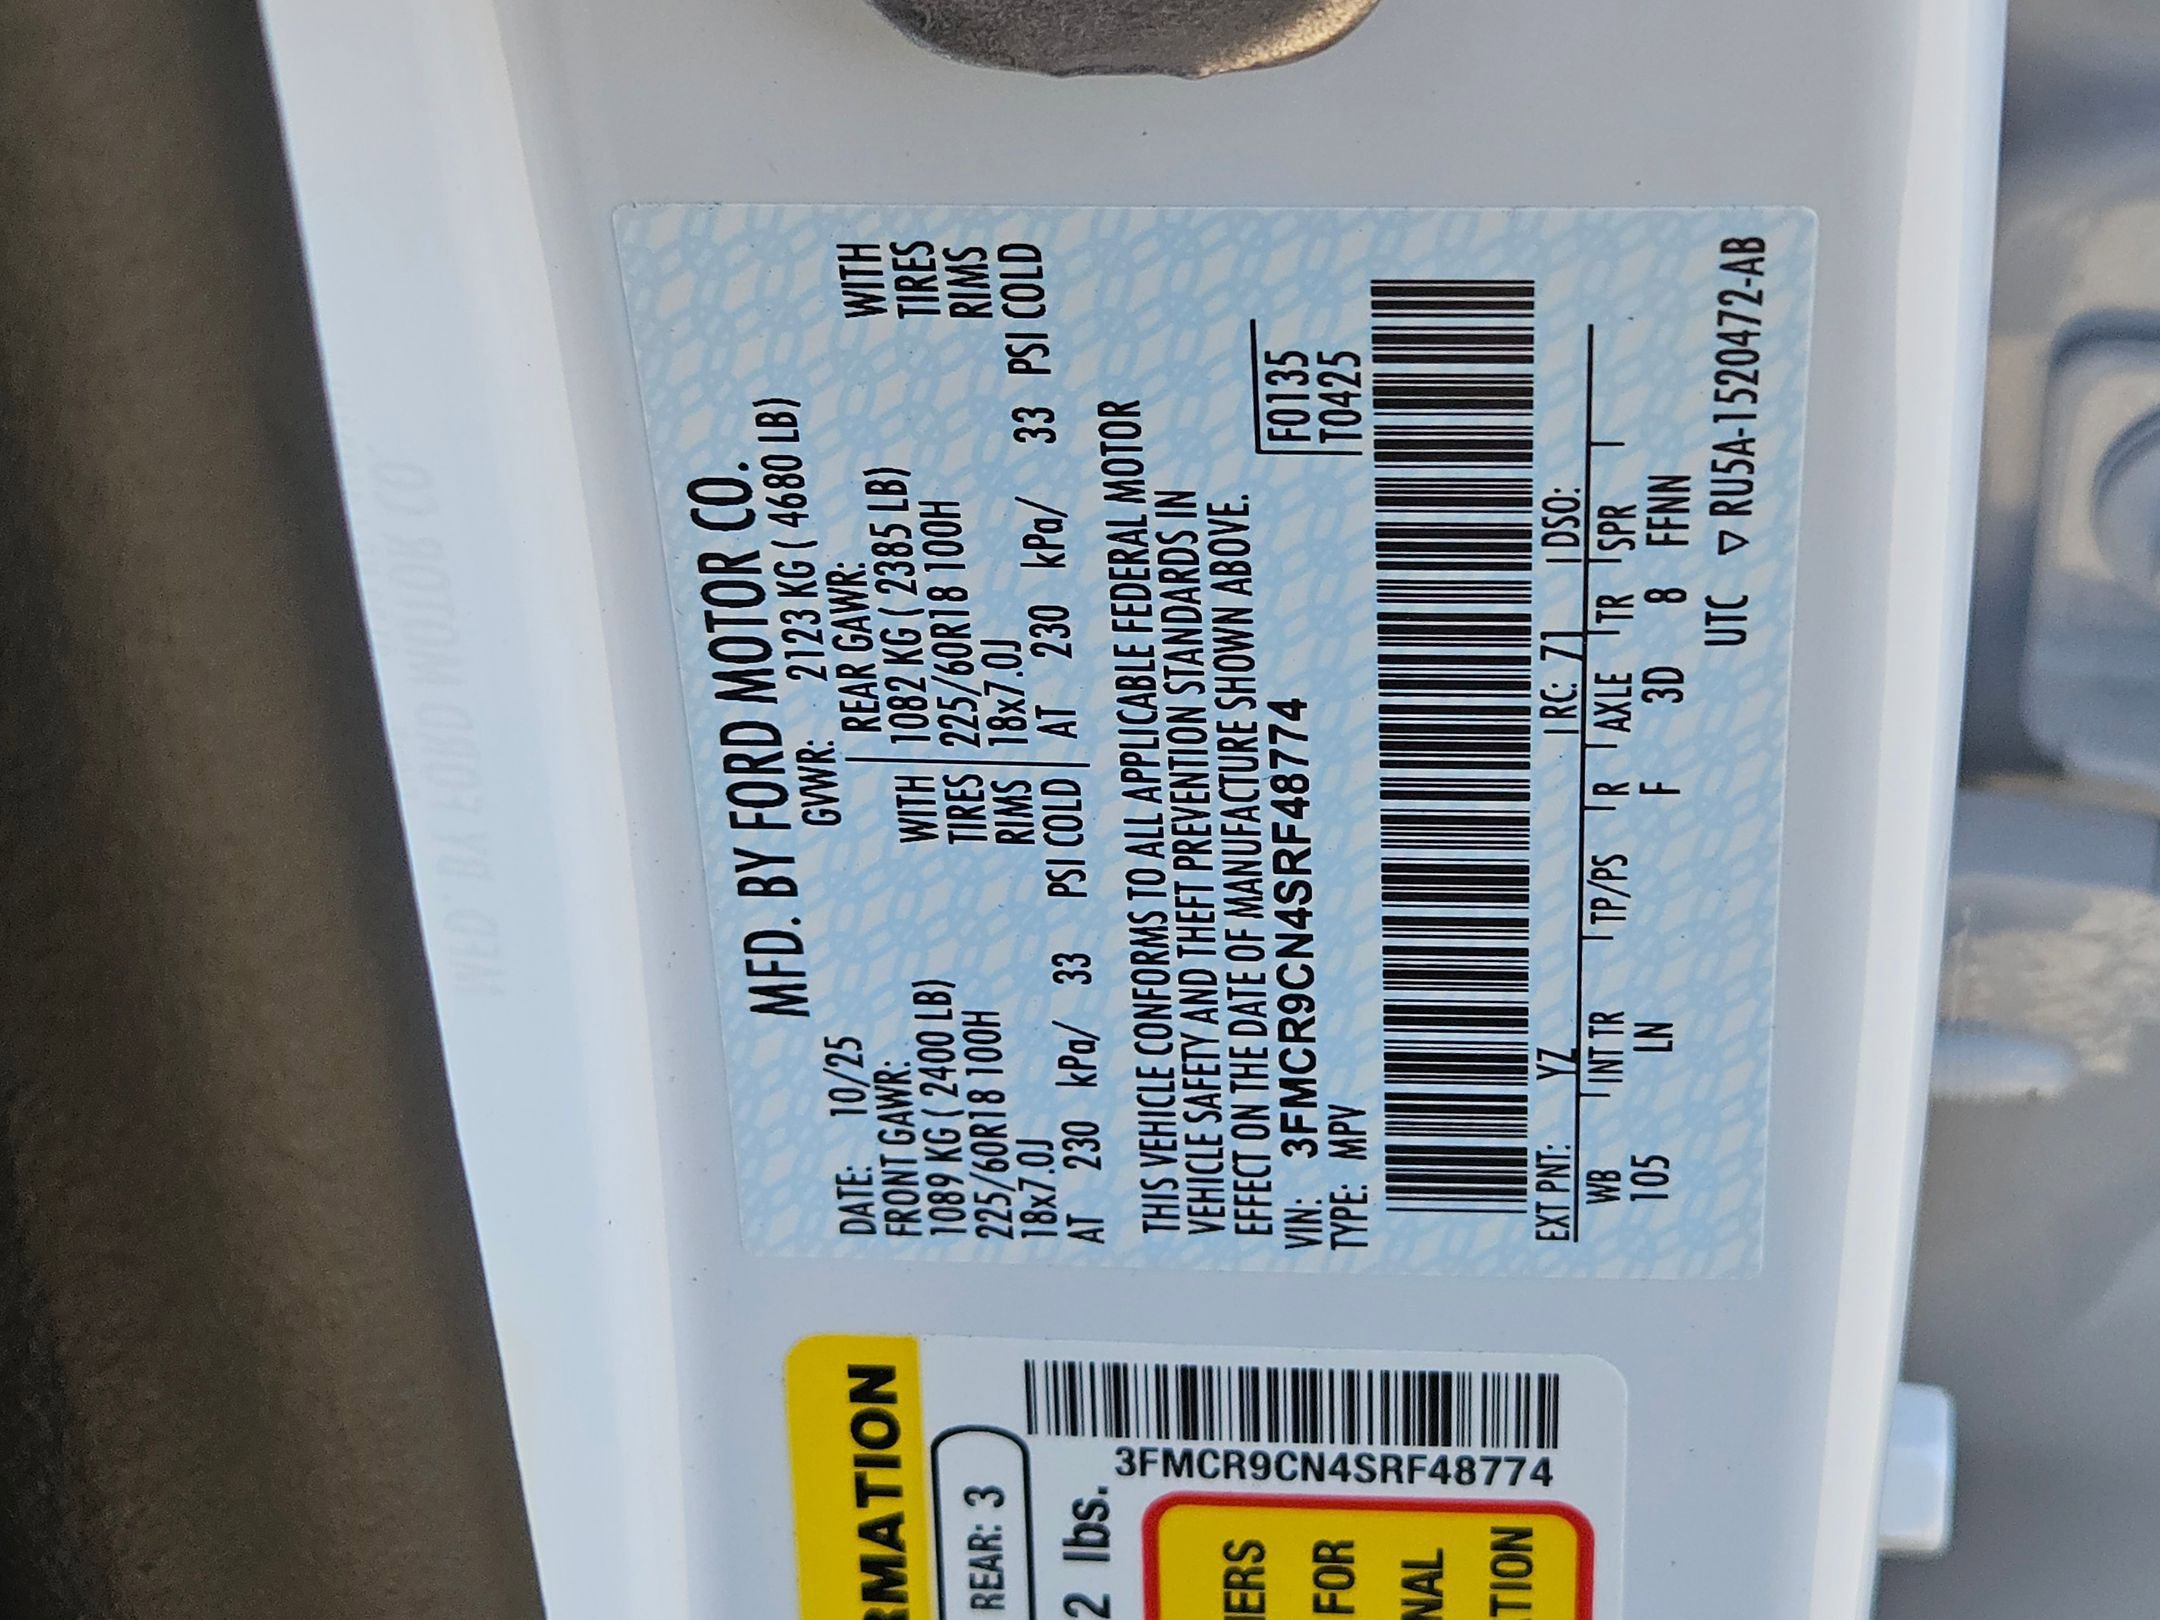 MFD. BY FORD MOTOR CO.
DATE: 10/25 GVWR: 2123 KG ( 4680 LB)
FRONT GAWR: REAR GAWR:
1089 KG ( 2400 LB) WITH 1082 KG ( 2385 LB) WITH
225/60R18 100H TIRES 225/60R18 100H TIRES
18x7.0J RIMS 18x7.0J RIMS
AT 230 kPa/ 33 PSI COLD AT 230 kPa/ 33 PSI COLD
THIS VEHICLE CONFORMS TO ALL APPLICABLE FEDERAL MOTOR
VEHICLE SAFETY AND THEFT PREVENTION STANDARDS IN
EFFECT ON THE DATE OF MANUFACTURE SHOWN ABOVE.
VIN: 3FMCR9CN4SRF48774 F0135
TYPE: MPV T0425
EXT PNT: YZ RC: 71 DSO:
WB INT TR TP/PS R AXLE TR SPR
105 LN F 3D 8 FFNN
UTC ▽ RU5A-1520472-AB
RMATION
REAR: 3
2 lbs.
3FMCR9CN4SRF48774
ERS
FOR
NAL
TION